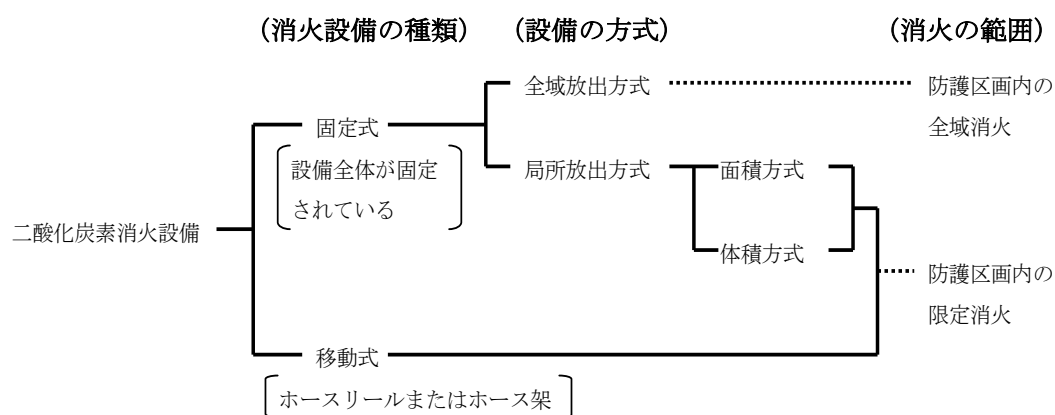 (消火設備の種類) (設備の方式) (消火の範囲)
全域放出方式 防護区画内の
全域消火
固定式
設備全体が固定
されている
局所放出方式 面積方式
二酸化炭素消火設備
体積方式
防護区画内の
限定消火
移動式
ホースリールまたはホース架